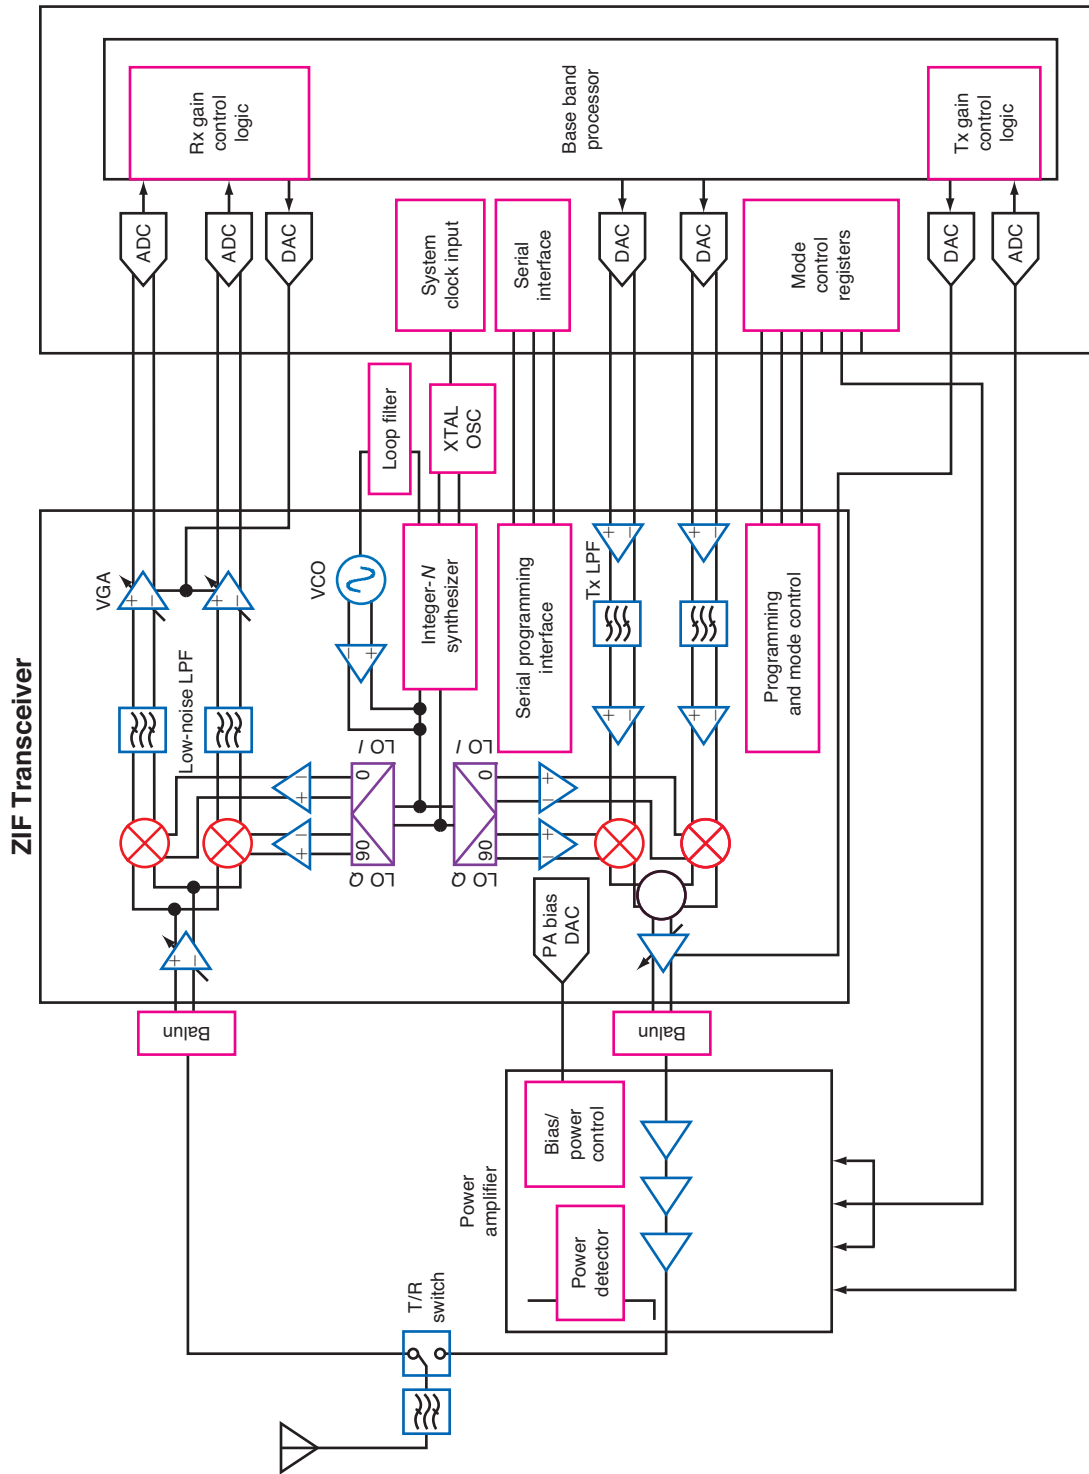 ZIF Transceiver
Rx gain
control
logic
Base band
processor
Tx gain
control
logic
ADC
ADC
DAC
DAC
DAC
DAC
ADC
System
clock input
Serial
interface
Mode
control
registers
Loop filter
XTAL
OSC
VGA
Low-noise LPF
VCO
Integer-N
synthesizer
Serial programming
interface
Tx LPF
Programming
and mode control
+
−
+
−
−
+
+
−
+
−
+
−
+
−
−
+
−
+
+
−
+
−
+
−
LO I
LO Q
0
90
LO I
LO Q
0
90
PA bias
DAC
Balun
Balun
Power
amplifier
Bias/
power
control
Power
detector
T/R
switch